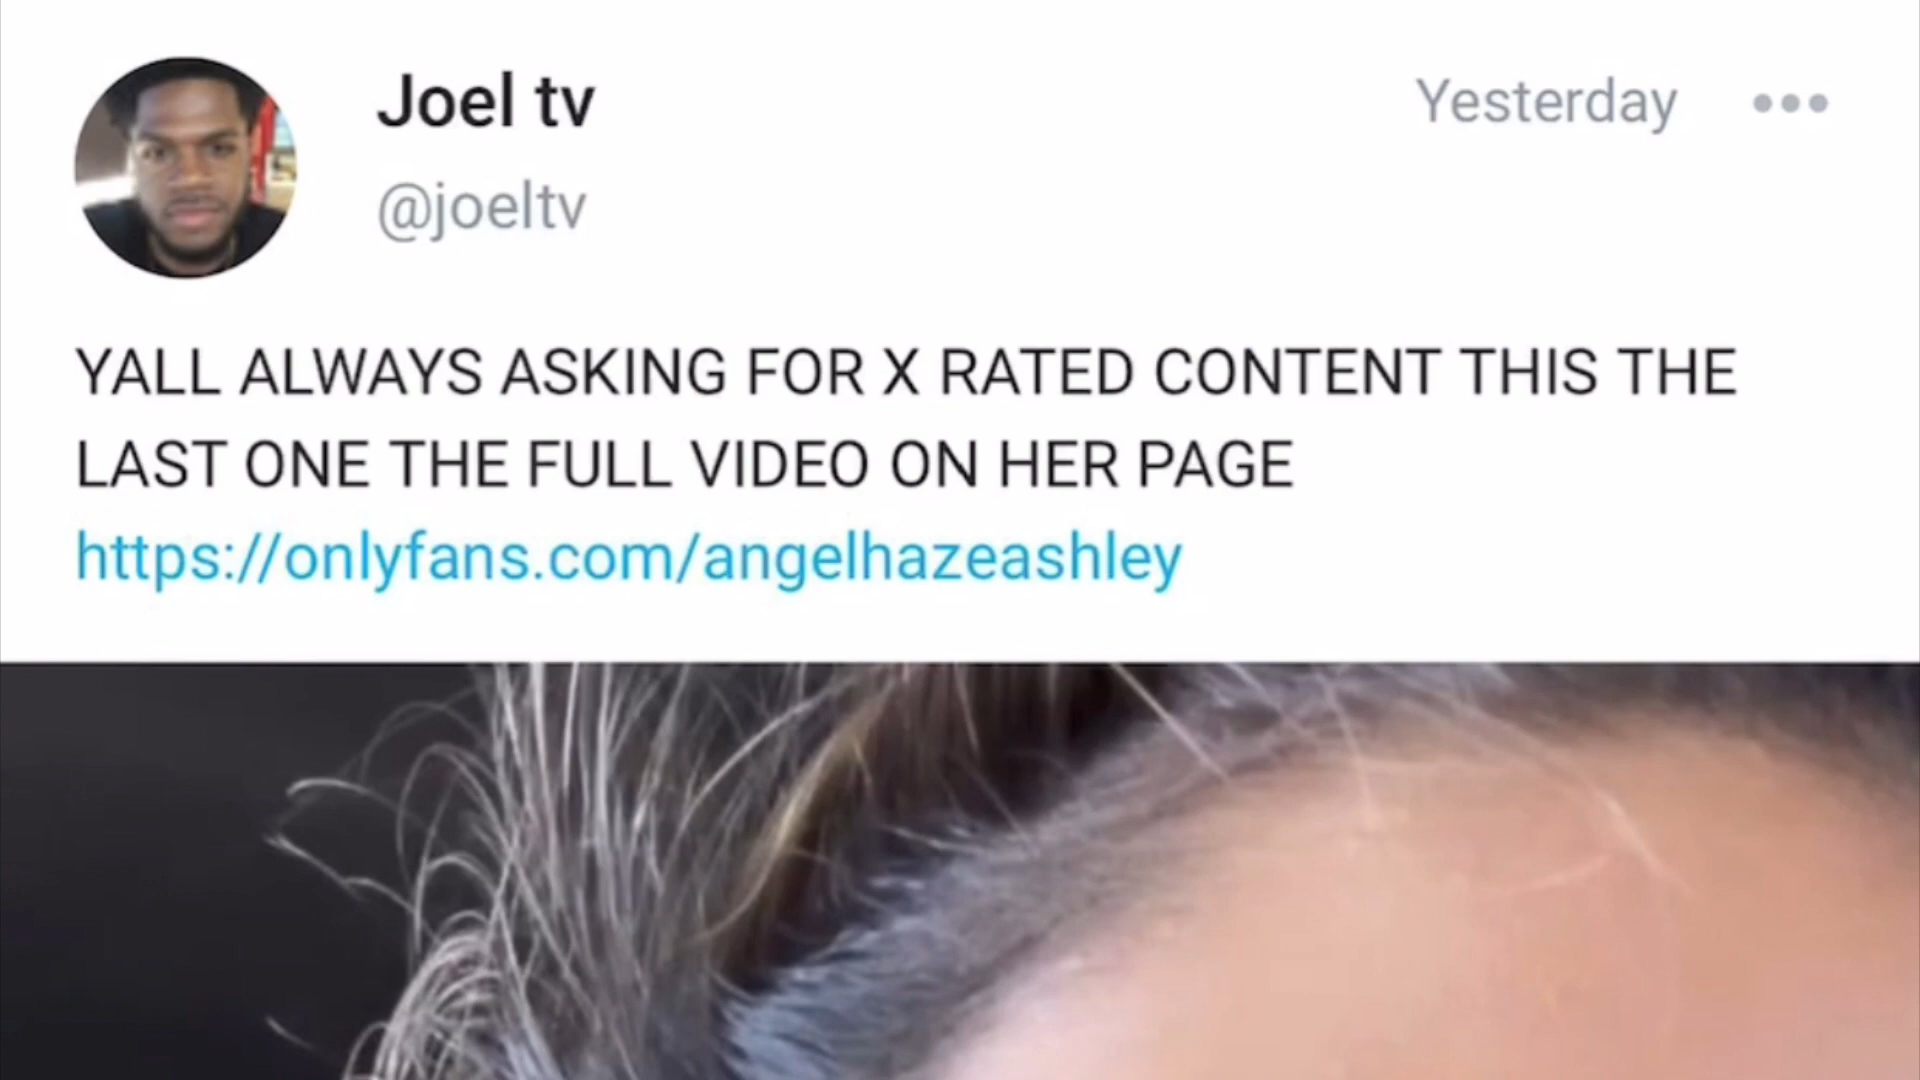 Joel tv
Yesterday
@joeltv
YALL ALWAYS ASKING FOR X RATED CONTENT THIS THE
LAST ONE THE FULL VIDEO ON HER PAGE
https://onlyfans.com/angelhazeashley